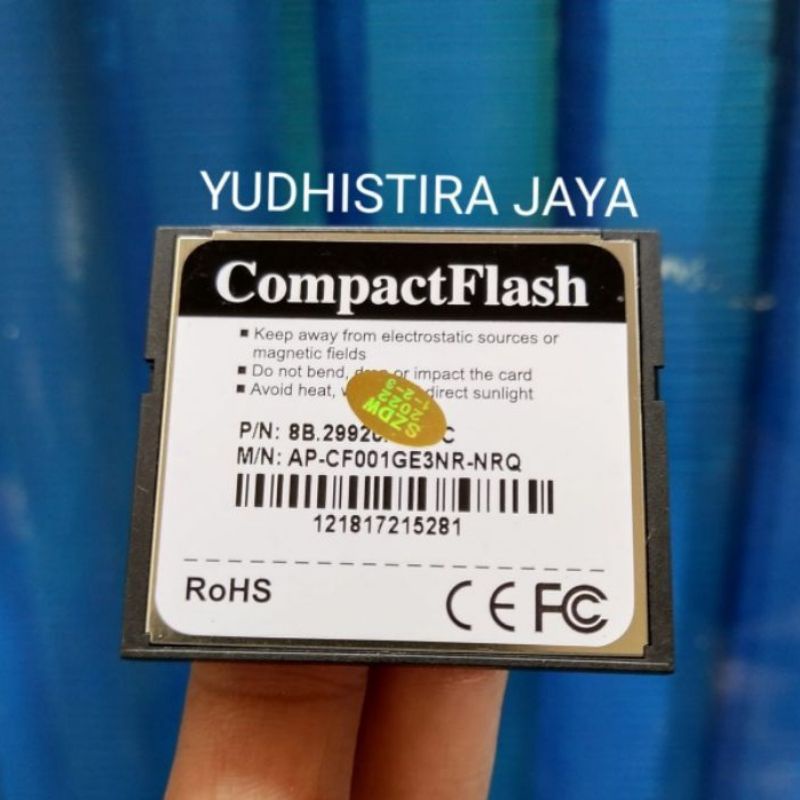 YUDHISTIRA JAYA
CompactFlash
▪ Keep away from electrostatic sources or
magnetic fields
▪ Do not bend, or impact the card
▪ Avoid heat, direct sunlight
P/N: 8B.2992
M/N: AP-CF001GE3NR-NRQ
121817215281
RoHS
CE FC
SZDW